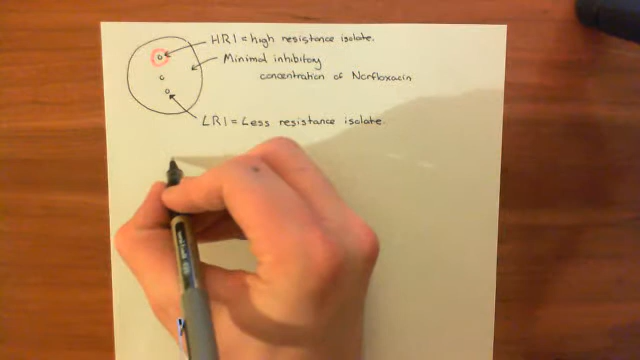 HRI = high resistance isolate.
Minimal inhibitory
concentration of Norfloxacin
LRI = Less resistance isolate.